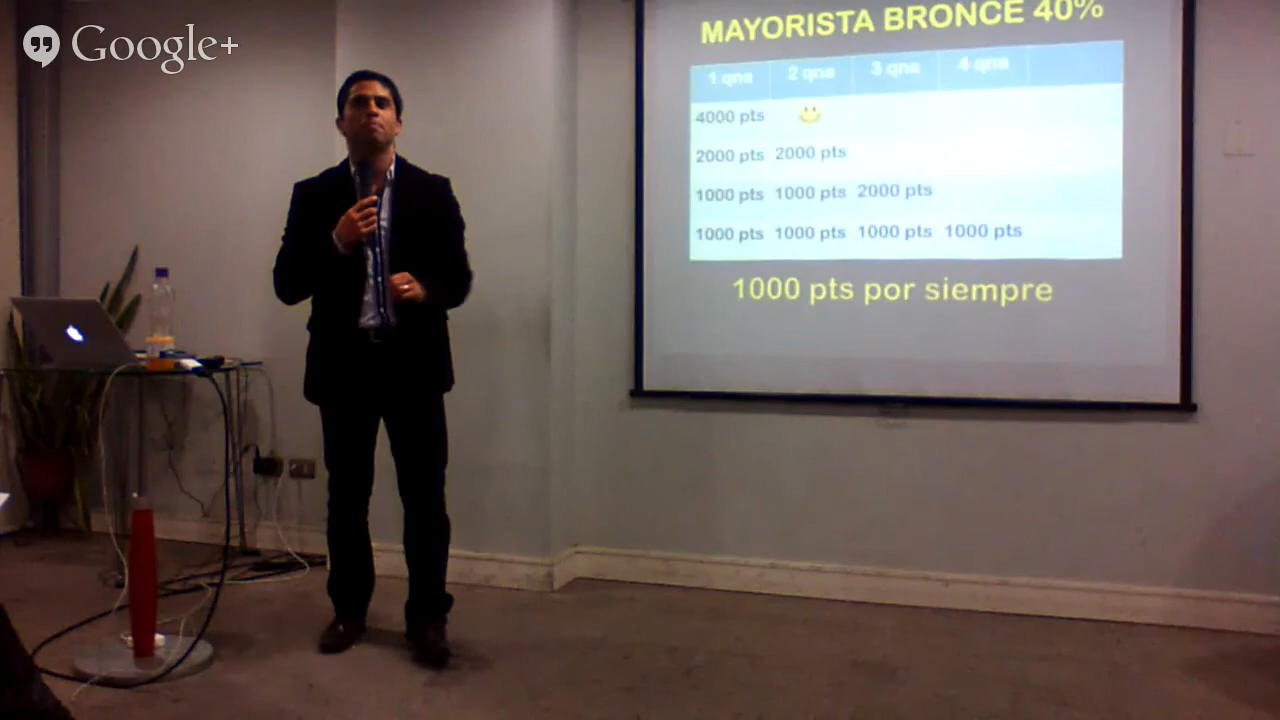 Google+
MAYORISTA BRONCE 40%
1 qna 2 qna 3 qna 4 qna
4000 pts
2000 pts 2000 pts
1000 pts 1000 pts 2000 pts
1000 pts 1000 pts 1000 pts 1000 pts
1000 pts por siempre